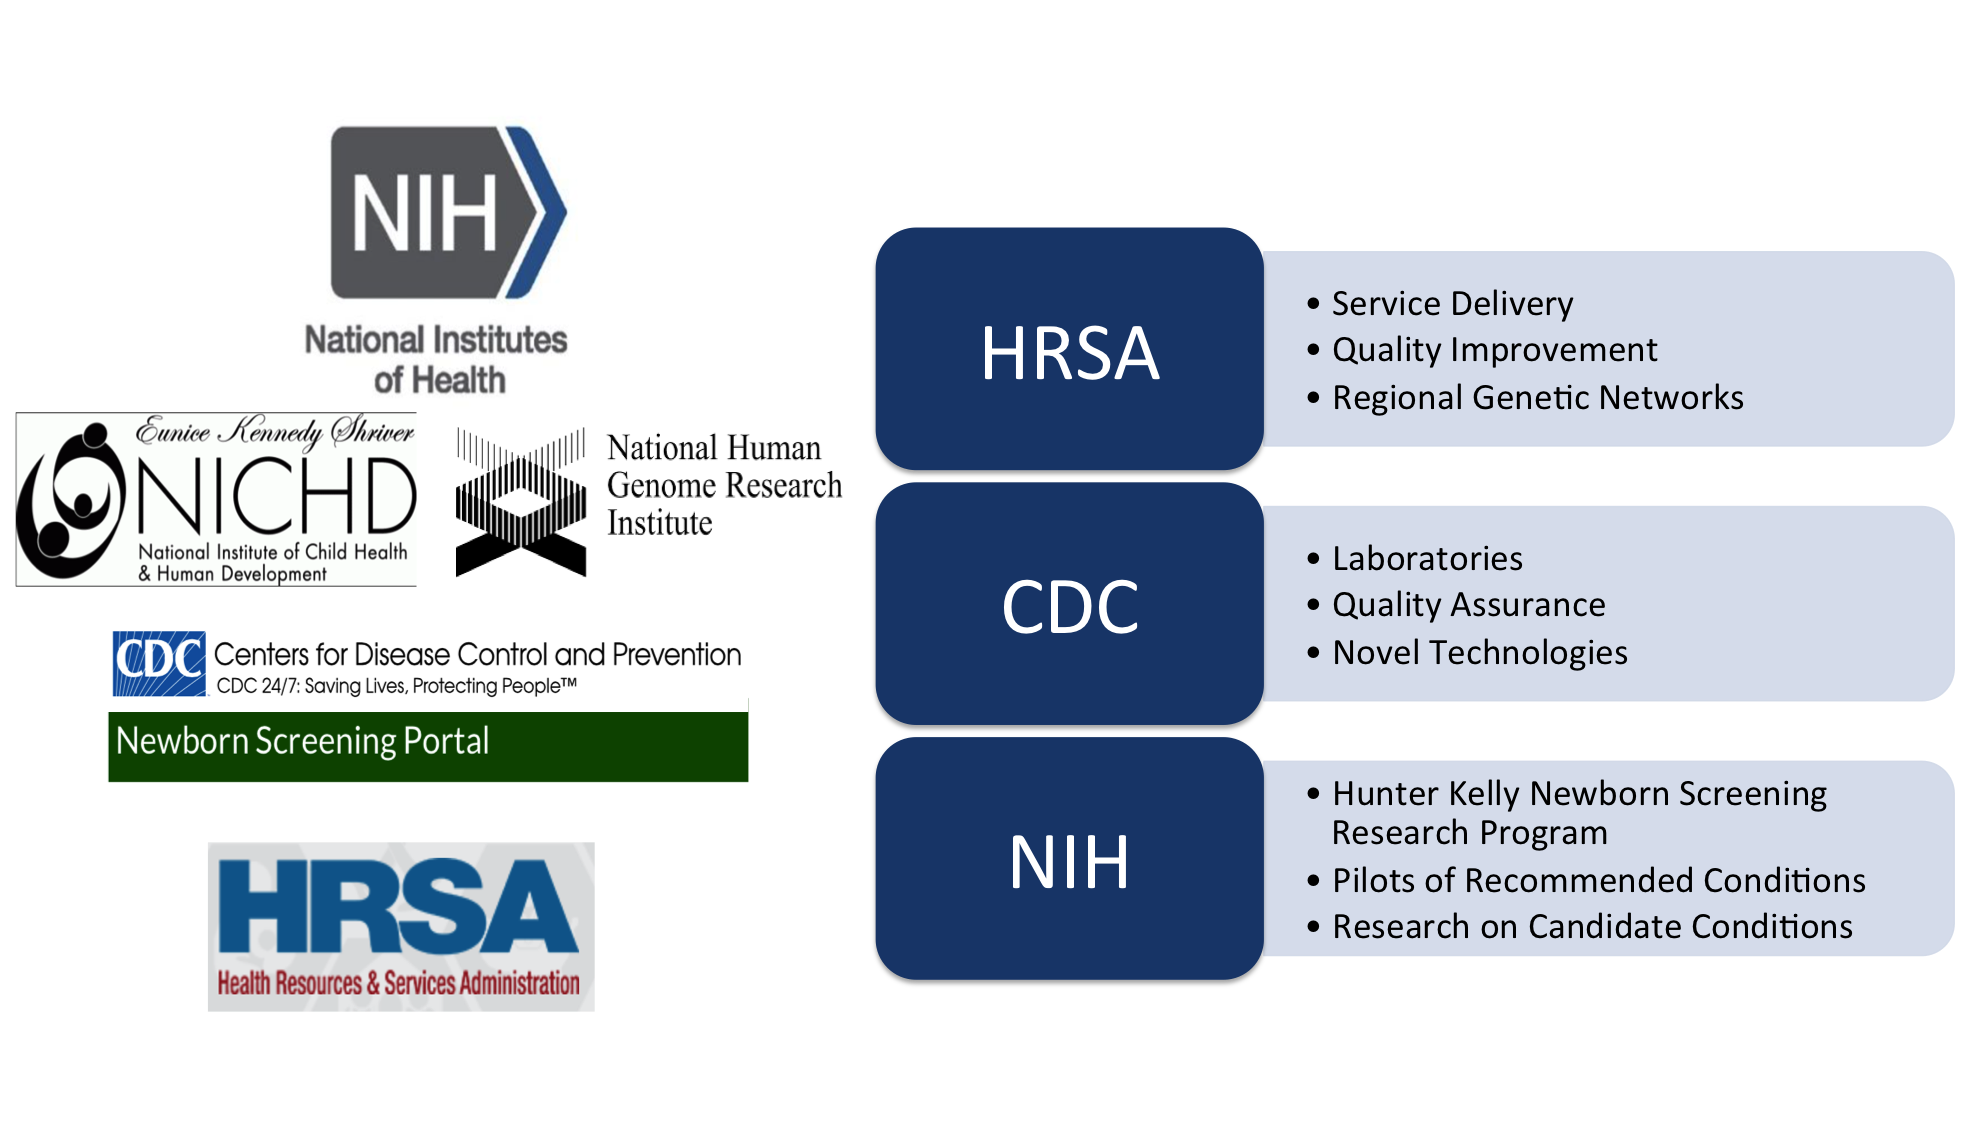 NIH
National Institutes
of Health
Eunice Kennedy Shriver
NICHD
National Institute of Child Health
& Human Development
National Human
Genome Research
Institute
CDC
Centers for Disease Control and Prevention
CDC 24/7: Saving Lives, Protecting People™
Newborn Screening Portal
HRSA
Health Resources & Services Administration
HRSA
• Service Delivery
• Quality Improvement
• Regional Genetic Networks
CDC
• Laboratories
• Quality Assurance
• Novel Technologies
NIH
• Hunter Kelly Newborn Screening
Research Program
• Pilots of Recommended Conditions
• Research on Candidate Conditions